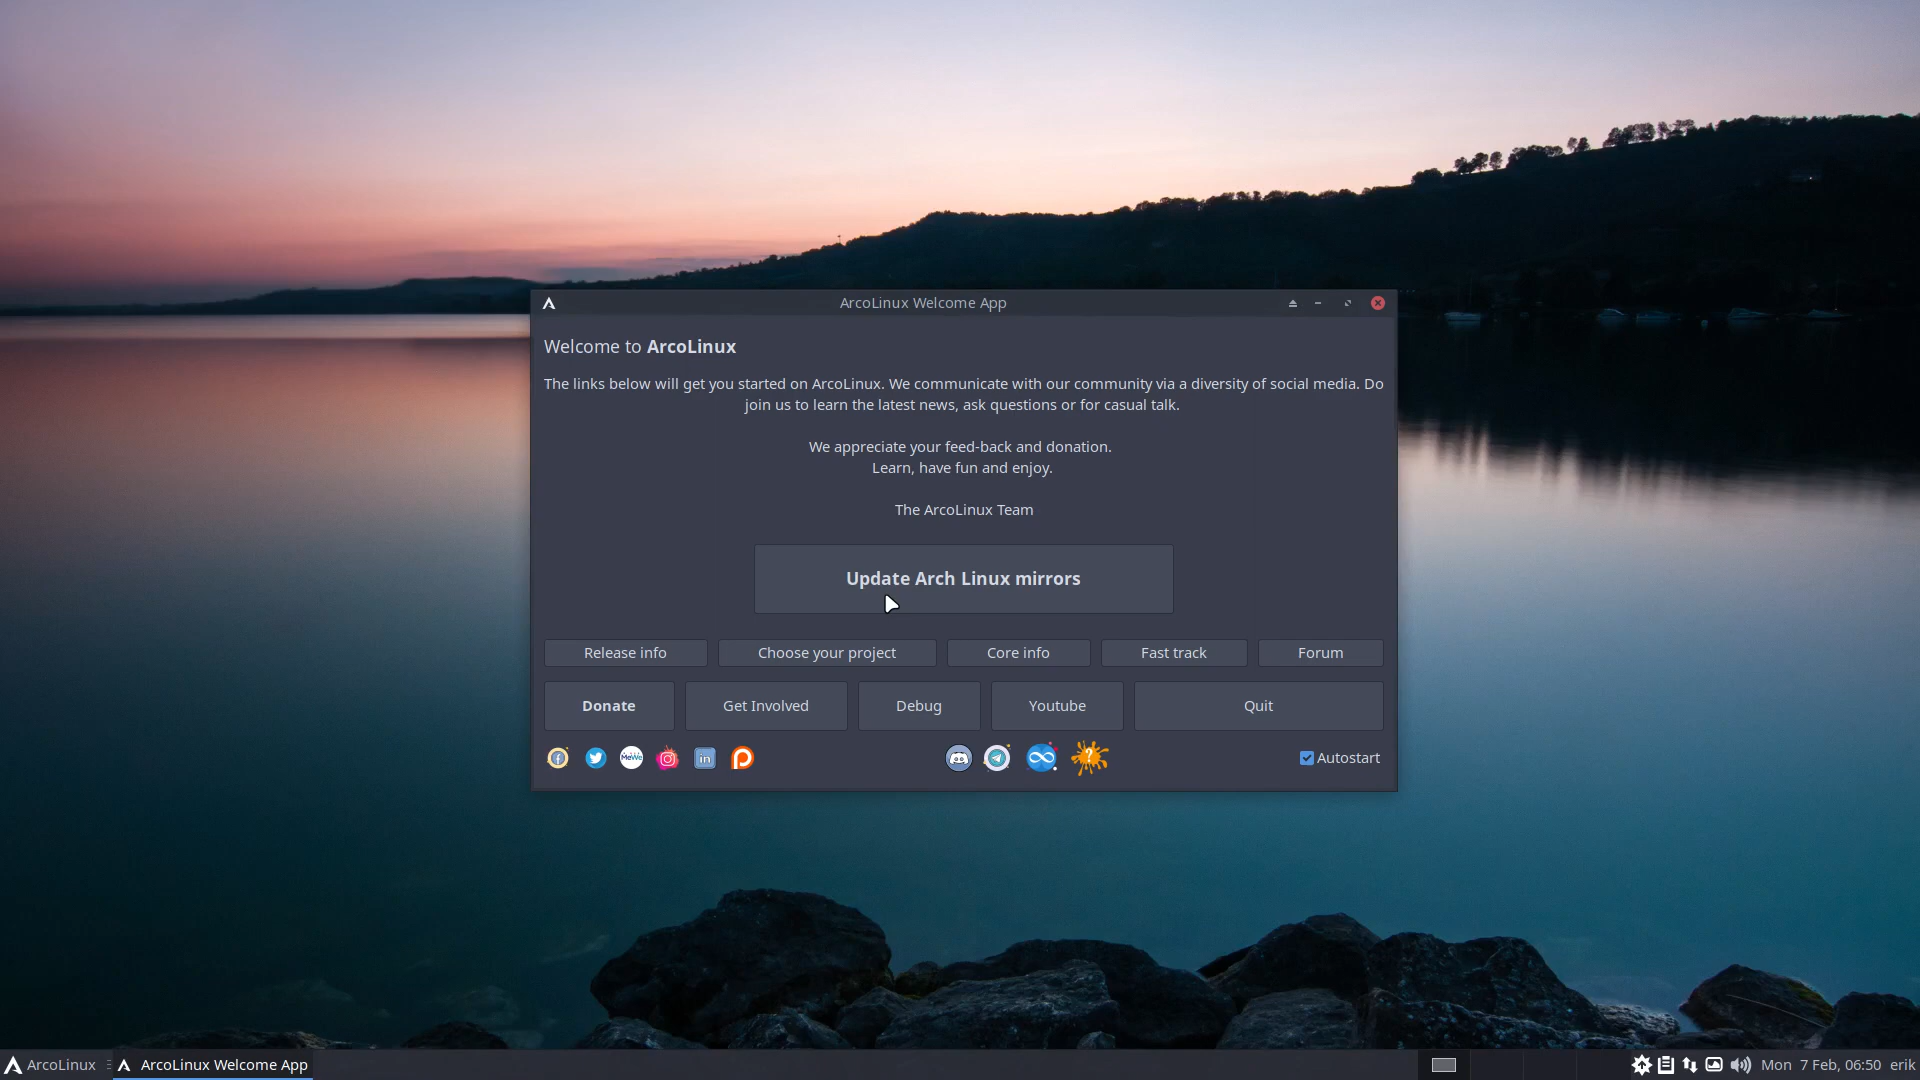 ArcoLinux Welcome App
Welcome to ArcoLinux
The links below will get you started on ArcoLinux. We communicate with our community via a diversity of social media. Do
join us to learn the latest news, ask questions or for casual talk.
We appreciate your feed-back and donation.
Learn, have fun and enjoy.
The ArcoLinux Team
Update Arch Linux mirrors
Release info
Choose your project
Core info
Fast track
Forum
Donate
Get Involved
Debug
Youtube
Quit
MeWe
in
?
Autostart
ArcoLinux
ArcoLinux Welcome App
Mon 7 Feb, 06:50
erik